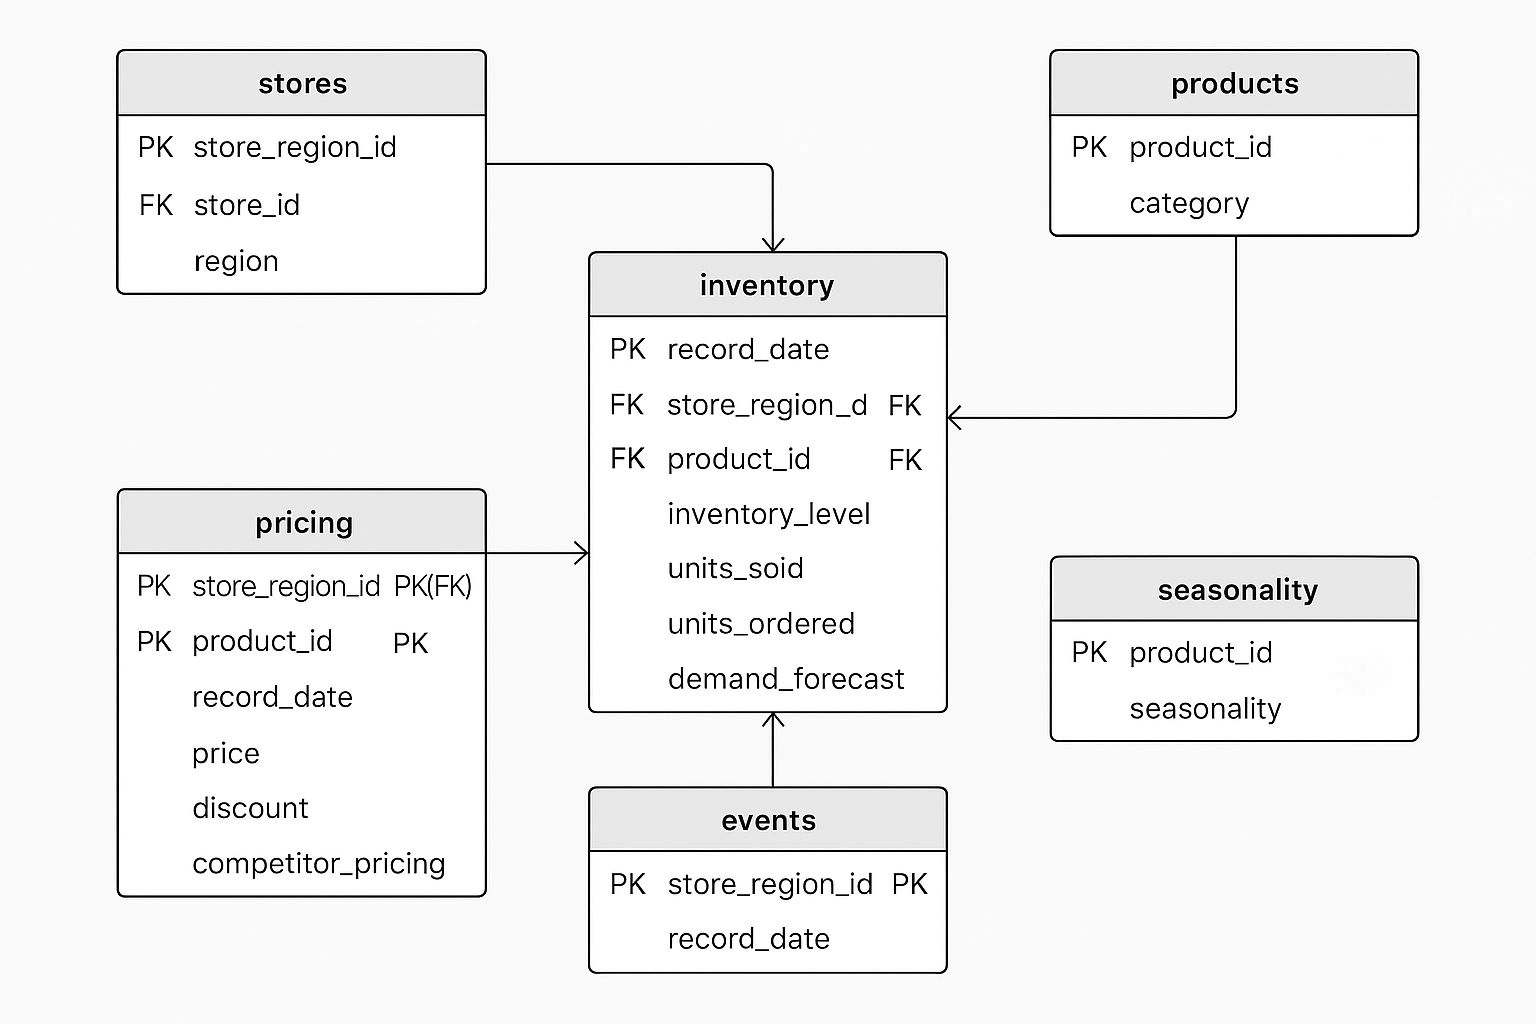 stores
PK store_region_id
FK store_id
region
products
PK product_id
category
inventory
PK record_date
FK store_region_d FK
FK product_id FK
inventory_level
units_soid
units_ordered
demand_forecast
pricing
PK store_region_id PK(FK)
PK product_id PK
record_date
price
discount
competitor_pricing
seasonality
PK product_id
seasonality
events
PK store_region_id PK
record_date